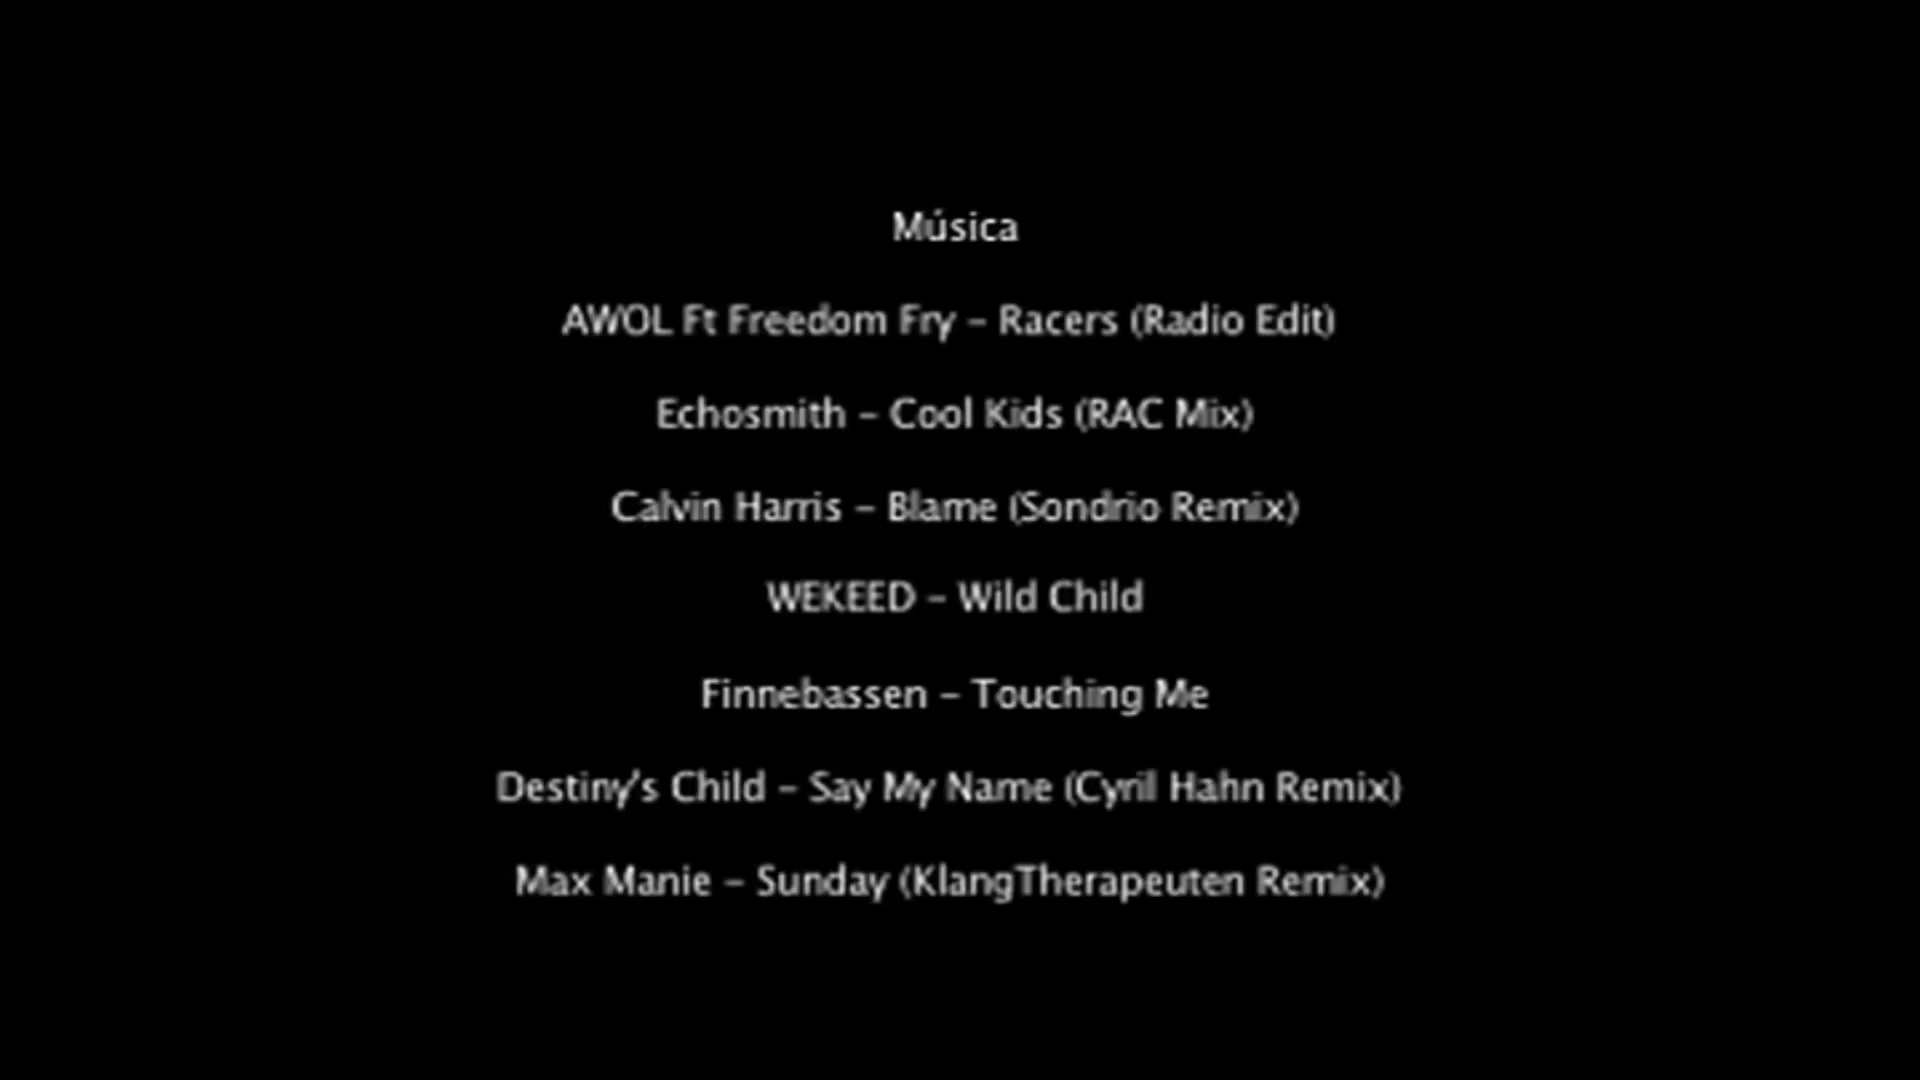 Música
AWOL Ft Freedom Fry – Racers (Radio Edit)
Echosmith – Cool Kids (RAC Mix)
Calvin Harris – Blame (Sondrio Remix)
WEKEED – Wild Child
Finnebassen – Touching Me
Destiny's Child – Say My Name (Cyril Hahn Remix)
Max Manie – Sunday (KlangTherapeuten Remix)